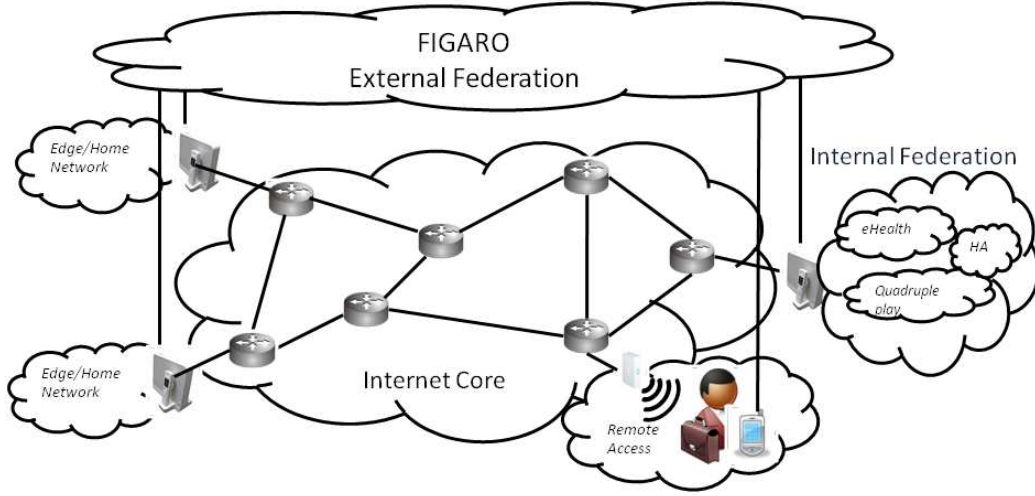 FIGARO
External Federation
Edge/Home
Network
Internal Federation
eHealth
HA
Quadruple
play
Edge/Home
Network
Internet Core
Remote
Access